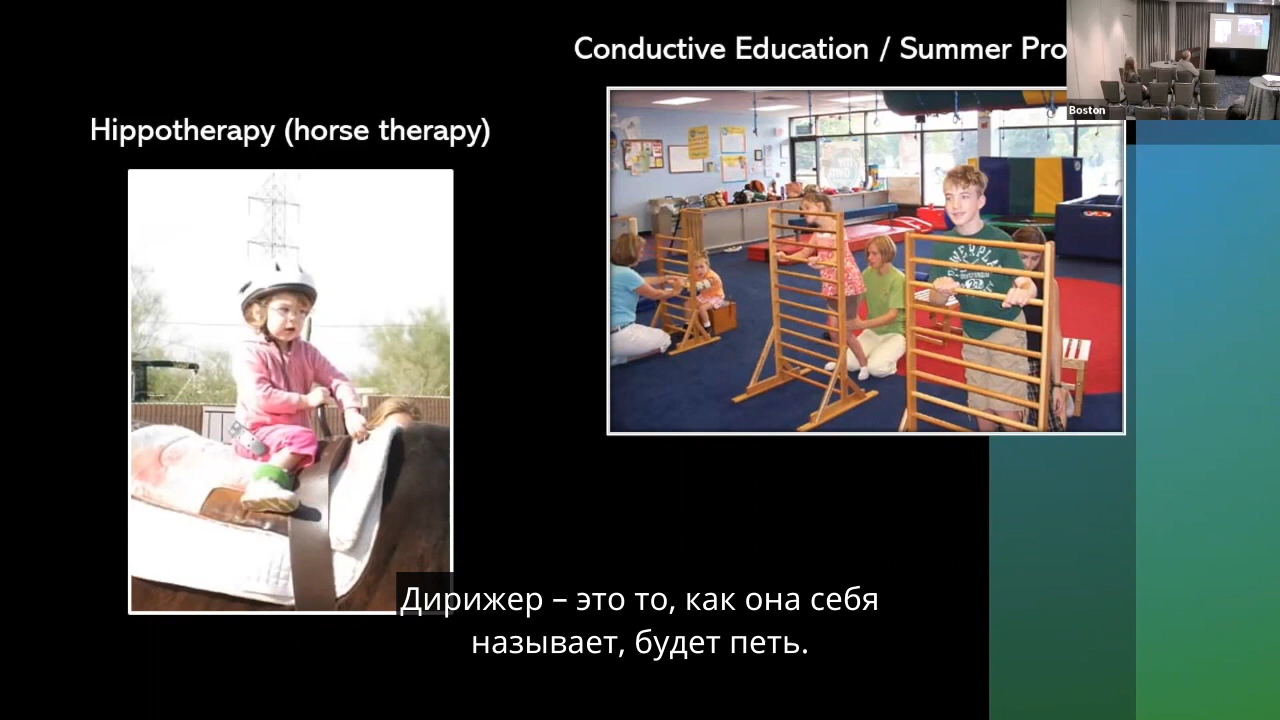 Conductive Education / Summer Pro
Boston
Hippotherapy (horse therapy)
Дирижер – это то, как она себя
называет, будет петь.